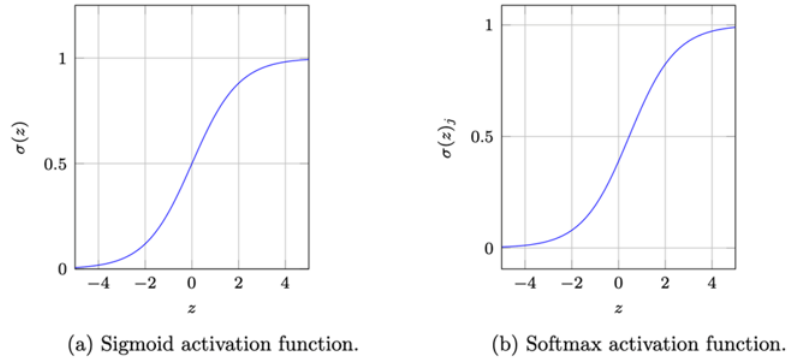 1
0.5
0
σ(z)
−4 −2 0 2 4
z
(a) Sigmoid activation function.
1
0.5
0
σ(z)j
−4 −2 0 2 4
z
(b) Softmax activation function.